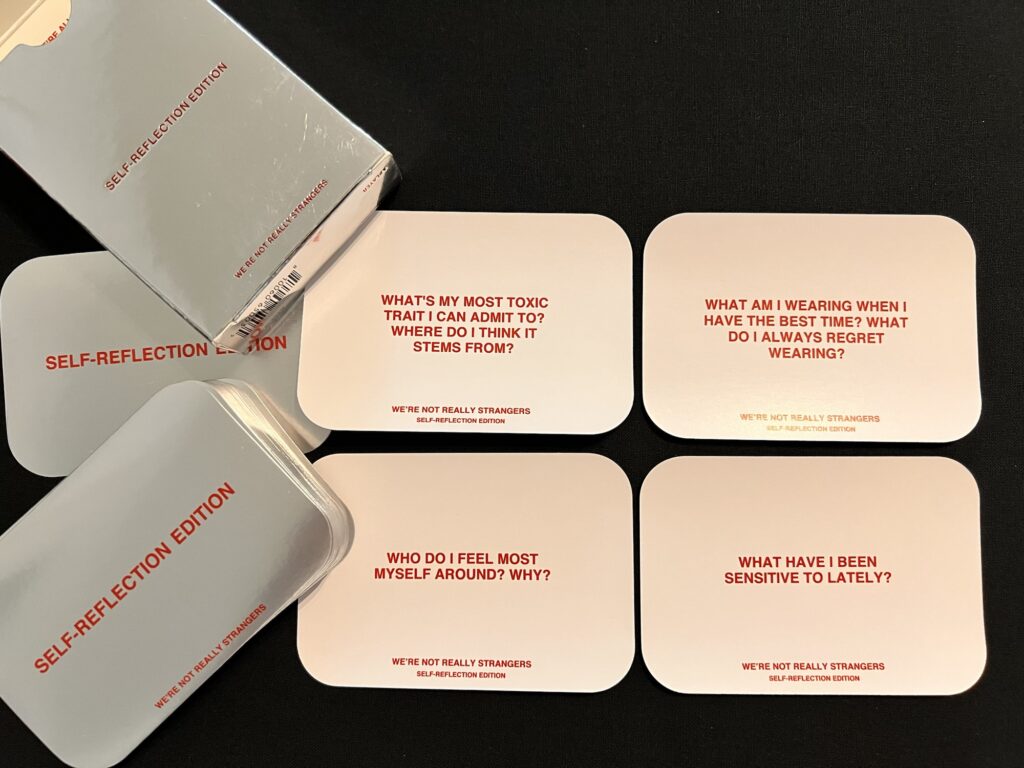 SELF-REFLECTION EDITION
WE'RE NOT REALLY STRANGERS
SELF-REFLECTION EDITION
SELF-REFLECTION EDITION
WE'RE NOT REALLY STRANGERS
WHAT'S MY MOST TOXIC
TRAIT I CAN ADMIT TO?
WHERE DO I THINK IT
STEMS FROM?
WE'RE NOT REALLY STRANGERS
SELF-REFLECTION EDITION
WHAT AM I WEARING WHEN I
HAVE THE BEST TIME? WHAT
DO I ALWAYS REGRET
WEARING?
WE'RE NOT REALLY STRANGERS
SELF-REFLECTION EDITION
WHO DO I FEEL MOST
MYSELF AROUND? WHY?
WE'RE NOT REALLY STRANGERS
SELF-REFLECTION EDITION
WHAT HAVE I BEEN
SENSITIVE TO LATELY?
WE'RE NOT REALLY STRANGERS
SELF-REFLECTION EDITION